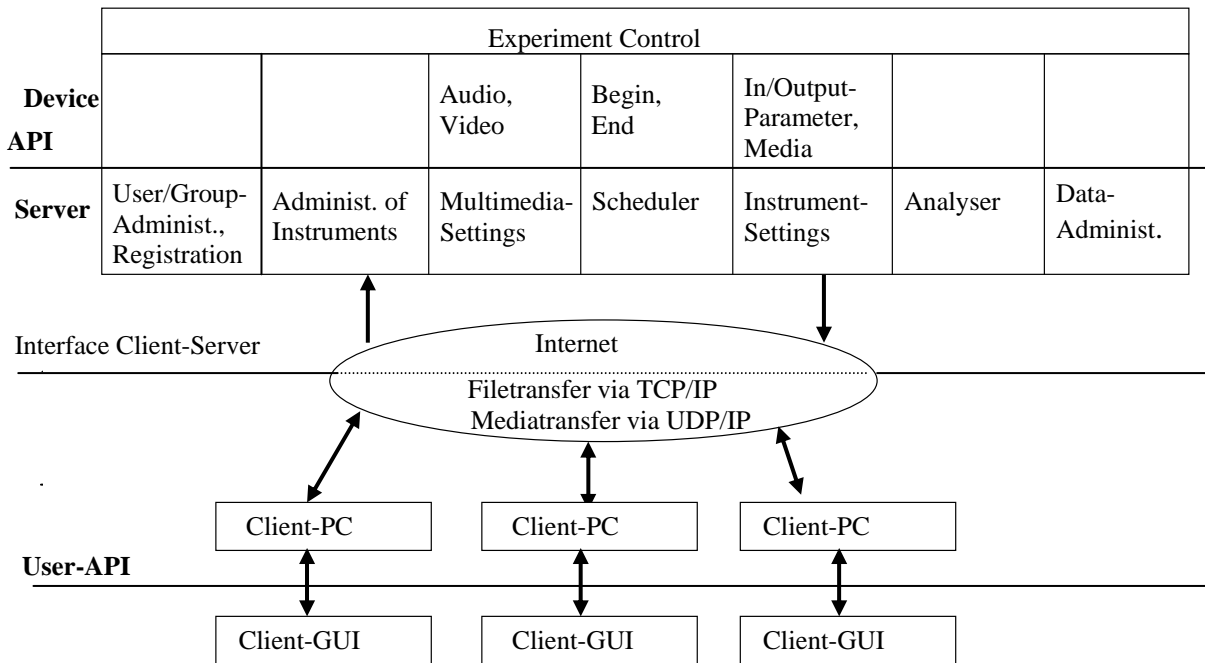 Experiment Control
Device
API
Audio,
Video
Begin,
End
In/Output-
Parameter,
Media
Server
User/Group-
Administ.,
Registration
Administ. of
Instruments
Multimedia-
Settings
Scheduler
Instrument-
Settings
Analyser
Data-
Administ.
Interface Client-Server
Internet
Filetransfer via TCP/IP
Mediatransfer via UDP/IP
Client-PC
Client-PC
Client-PC
User-API
Client-GUI
Client-GUI
Client-GUI